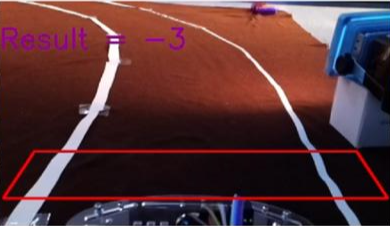 Result = -3